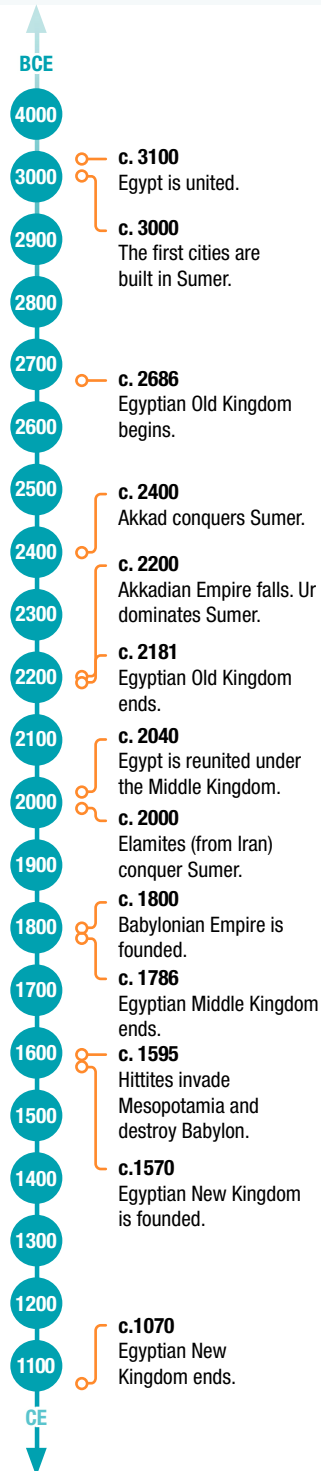 BCE
4000
3000
2900
2800
2700
2600
2500
2400
2300
2200
2100
2000
1900
1800
1700
1600
1500
1400
1300
1200
1100
CE
c. 3100
Egypt is united.
c. 3000
The first cities are
built in Sumer.
c. 2686
Egyptian Old Kingdom
begins.
c. 2400
Akkad conquers Sumer.
c. 2200
Akkadian Empire falls. Ur
dominates Sumer.
c. 2181
Egyptian Old Kingdom
ends.
c. 2040
Egypt is reunited under
the Middle Kingdom.
c. 2000
Elamites (from Iran)
conquer Sumer.
c. 1800
Babylonian Empire is
founded.
c. 1786
Egyptian Middle Kingdom
ends.
c. 1595
Hittites invade
Mesopotamia and
destroy Babylon.
c.1570
Egyptian New Kingdom
is founded.
c.1070
Egyptian New
Kingdom ends.